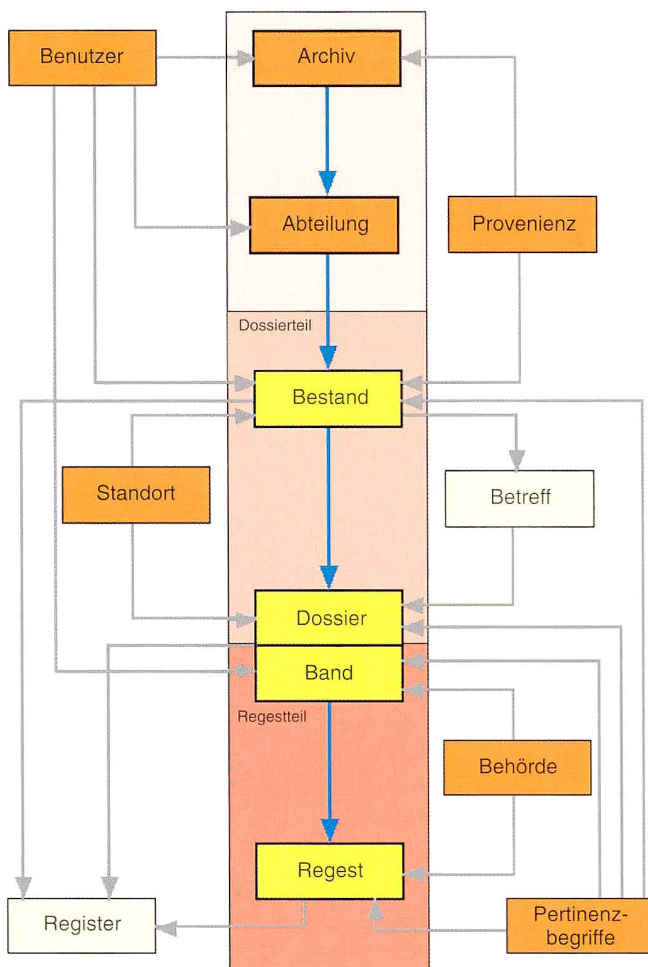 Benutzer
Archiv
Abteilung
Provenienz
Dossierteil
Bestand
Standort
Betreff
Dossier
Band
Regestteil
Behörde
Regest
Register
Pertinenz-
begriffe